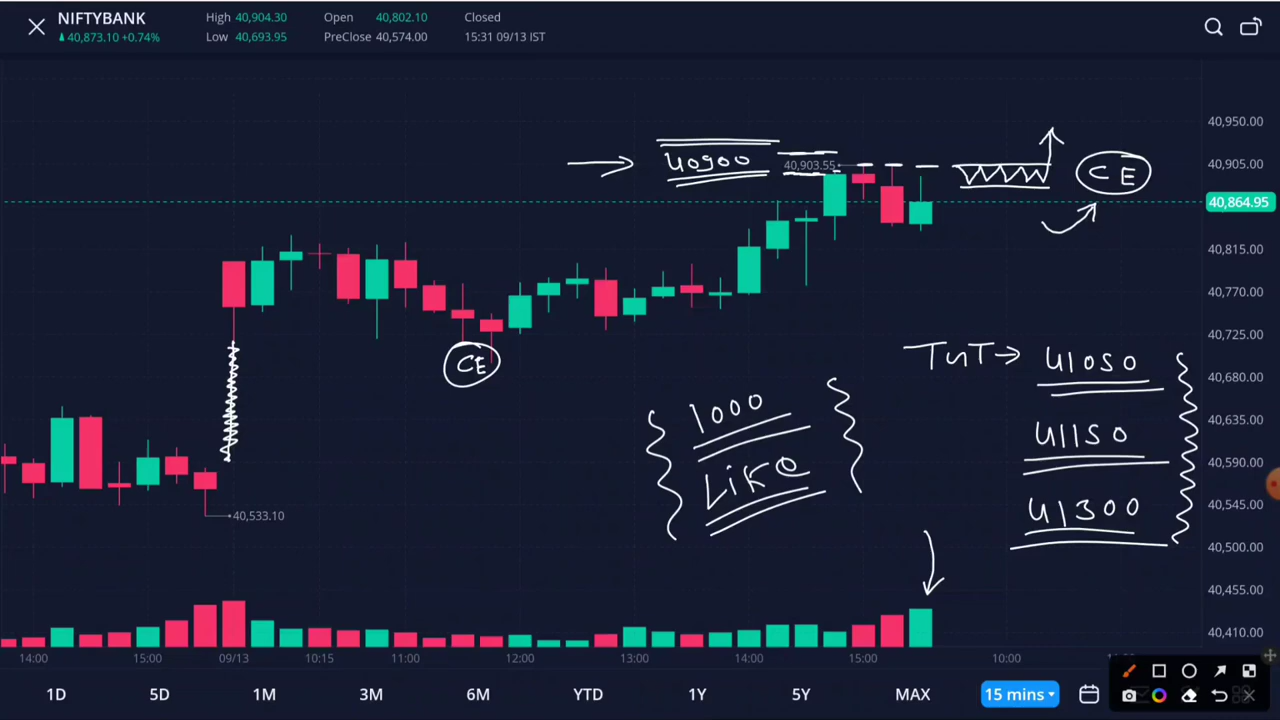 NIFTYBANK
▲40,873.10 +0.74%
High 40,904.30 Open 40,802.10 Closed
Low 40,693.95 PreClose 40,574.00 15:31 09/13 IST
40,950.00
40900
40,903.55
CE
40,905.00
40,864.95
40,815.00
40,770.00
40,725.00
CE
TnT → 41050
40,680.00
1000
LiKe
40,635.00
41150
40,590.00
41300
40,545.00
40,533.10
40,500.00
40,455.00
40,410.00
14:00 15:00 09/13 10:15 11:00 12:00 13:00 14:00 15:00 10:00
1D 5D 1M 3M 6M YTD 1Y 5Y MAX 15 mins